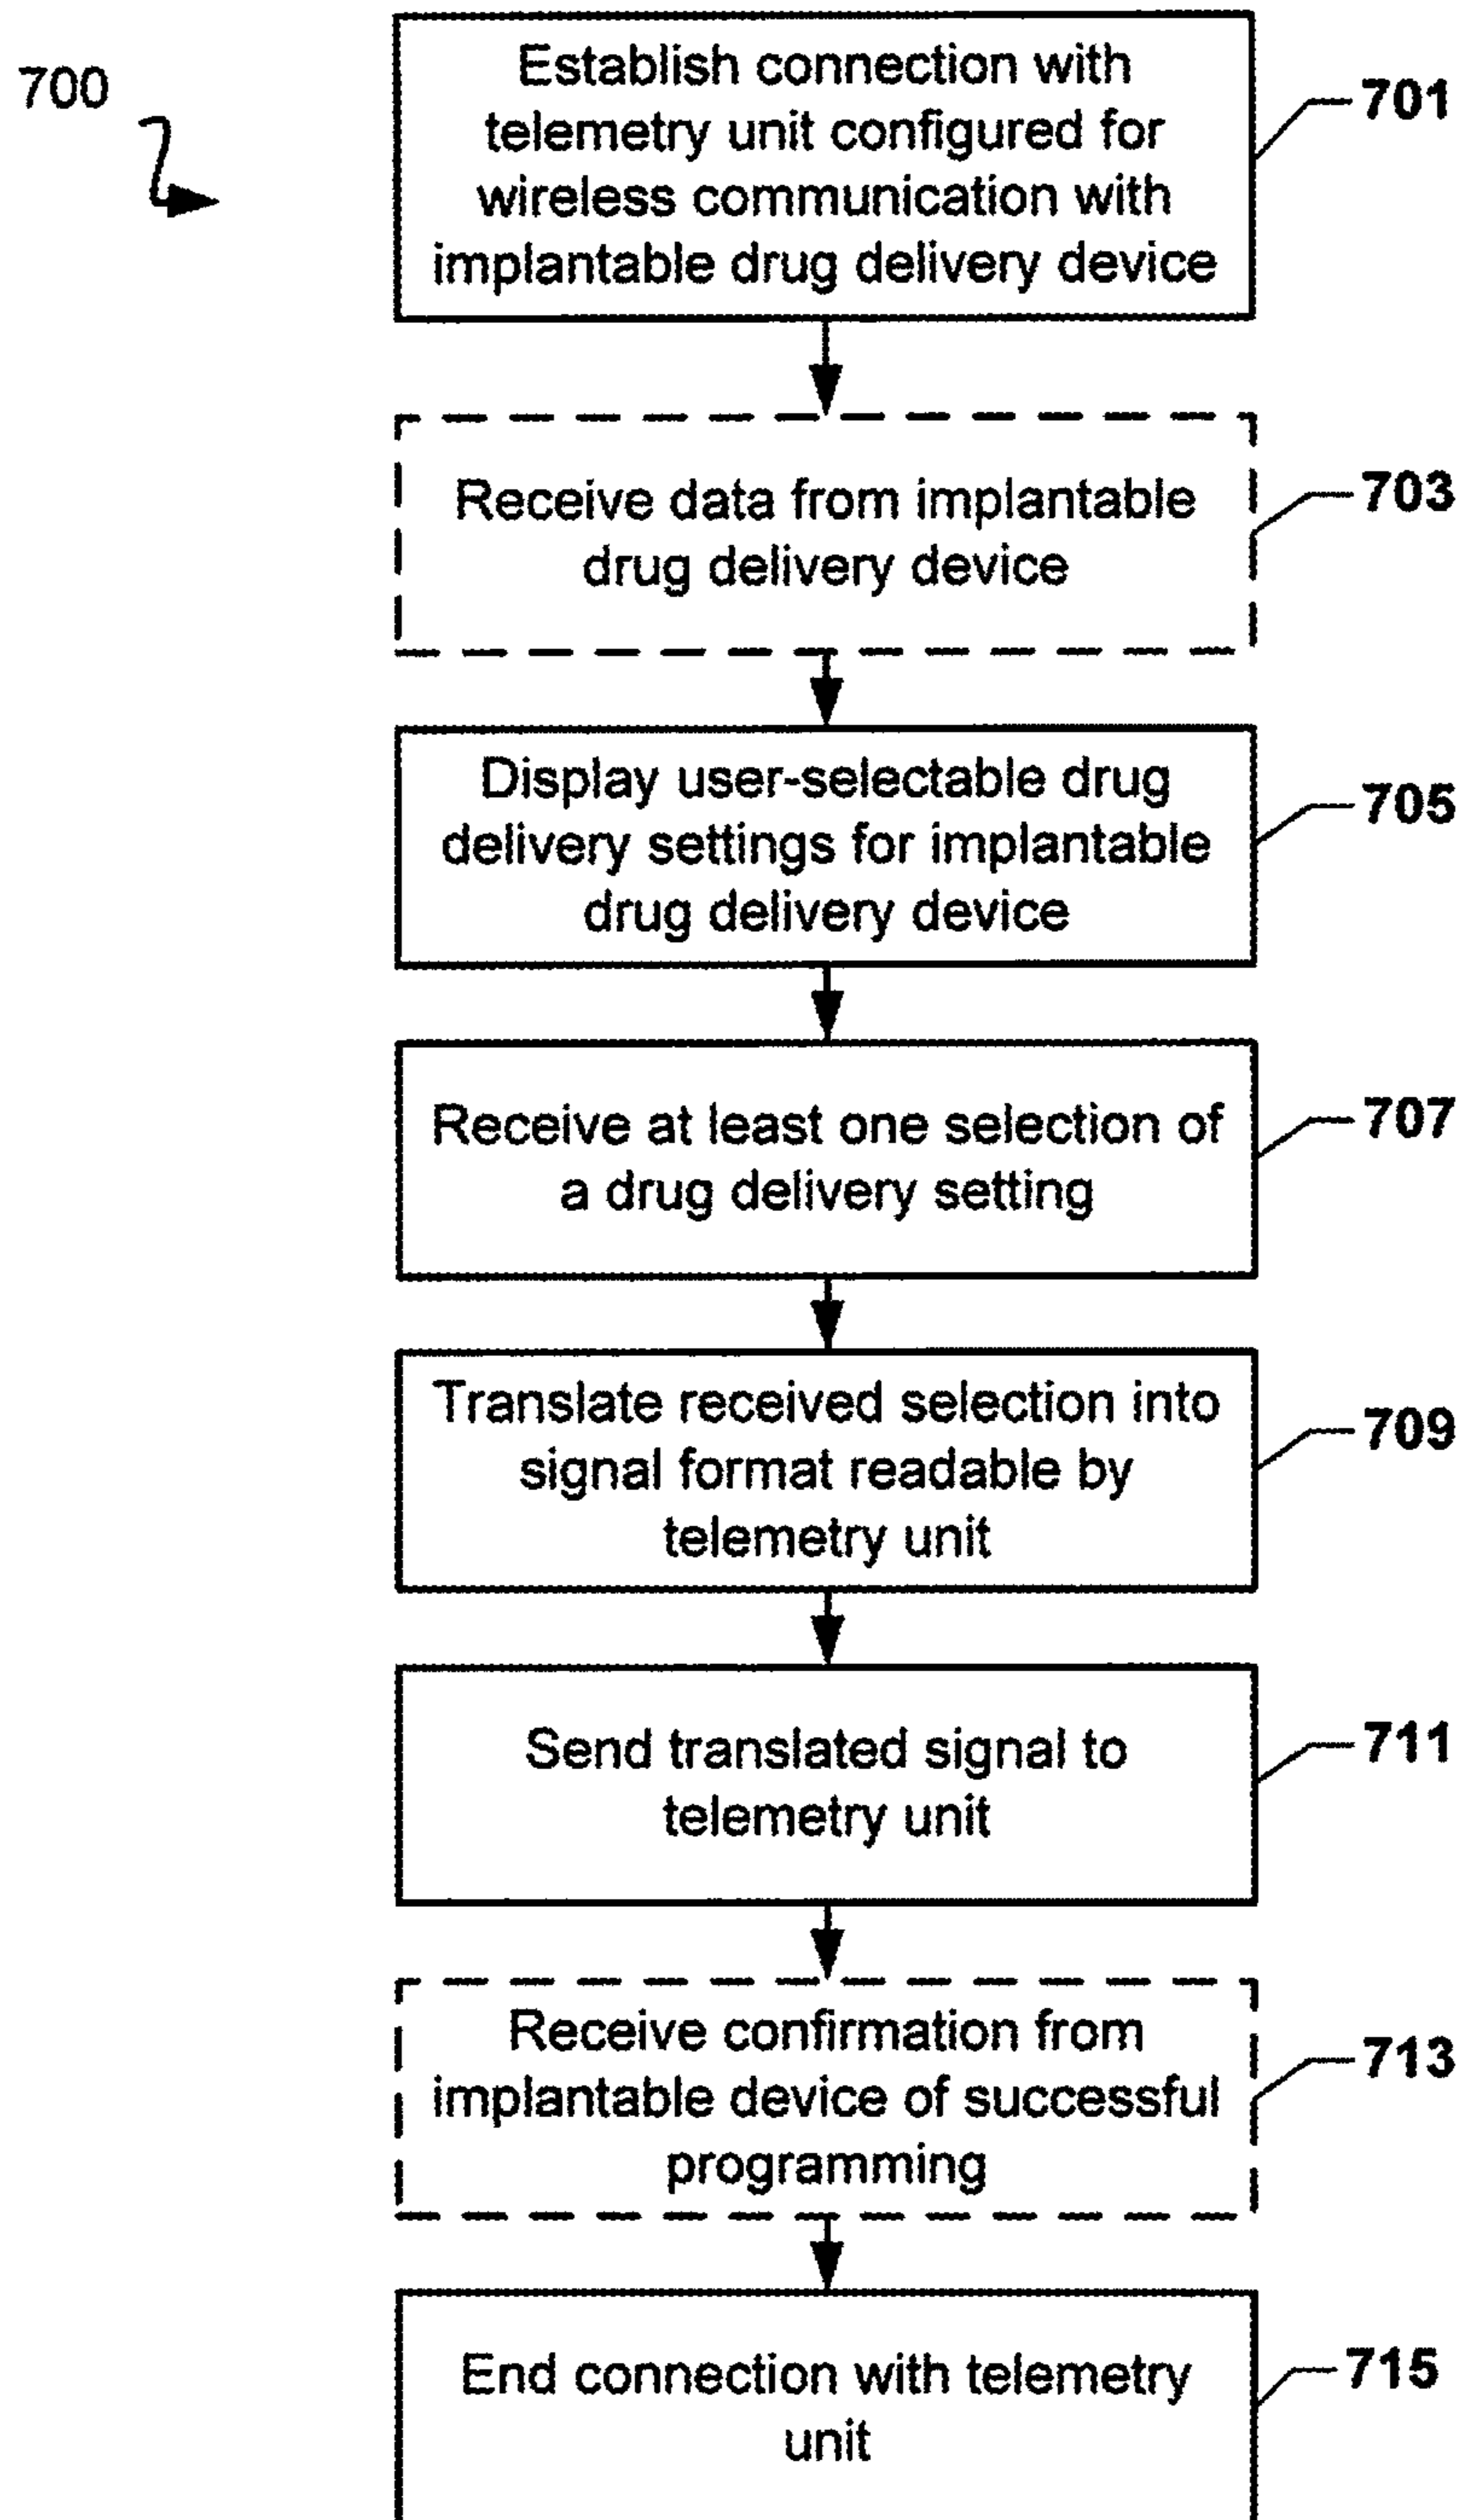 700
Establish connection with
telemetry unit configured for
wireless communication with
implantable drug delivery device
701
Receive data from implantable
drug delivery device
703
Display user-selectable drug
delivery settings for implantable
drug delivery device
705
Receive at least one selection of
a drug delivery setting
707
Translate received selection into
signal format readable by
telemetry unit
709
Send translated signal to
telemetry unit
711
Receive confirmation from
implantable device of successful
programming
713
End connection with telemetry
unit
715